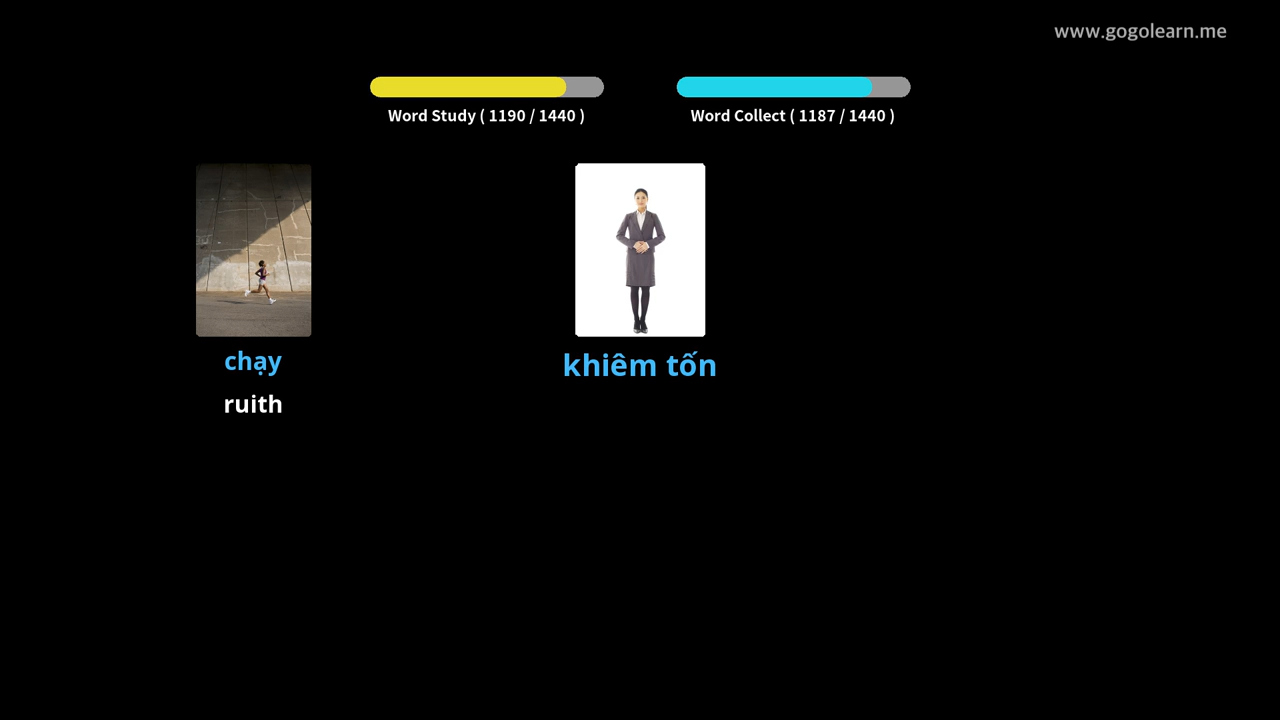 www.gogolearn.me
Word Study ( 1190 / 1440 )
Word Collect ( 1187 / 1440 )
chạy
ruith
khiêm tốn